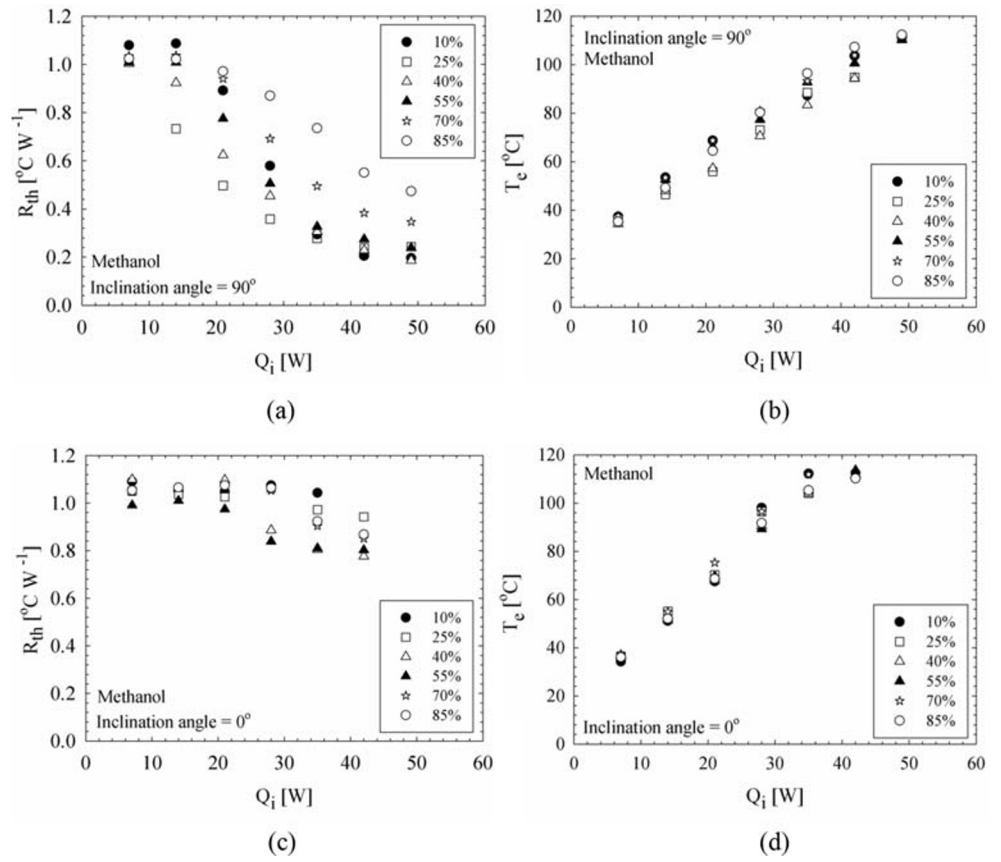 1.2
1.0
0.8
0.6
0.4
0.2
0.0
R_th [°C W⁻¹]
10%
25%
40%
55%
70%
85%
Methanol
Inclination angle = 90°
0 10 20 30 40 50 60
Q_i [W]
(a)
120
100
80
60
40
20
0
T_e [°C]
Inclination angle = 90°
Methanol
10%
25%
40%
55%
70%
85%
0 10 20 30 40 50 60
Q_i [W]
(b)
1.2
1.0
0.8
0.6
0.4
0.2
0.0
R_th [°C W⁻¹]
10%
25%
40%
55%
70%
85%
Methanol
Inclination angle = 0°
0 10 20 30 40 50 60
Q_i [W]
(c)
120
100
80
60
40
20
0
T_e [°C]
Methanol
10%
25%
40%
55%
70%
85%
Inclination angle = 0°
0 10 20 30 40 50 60
Q_i [W]
(d)